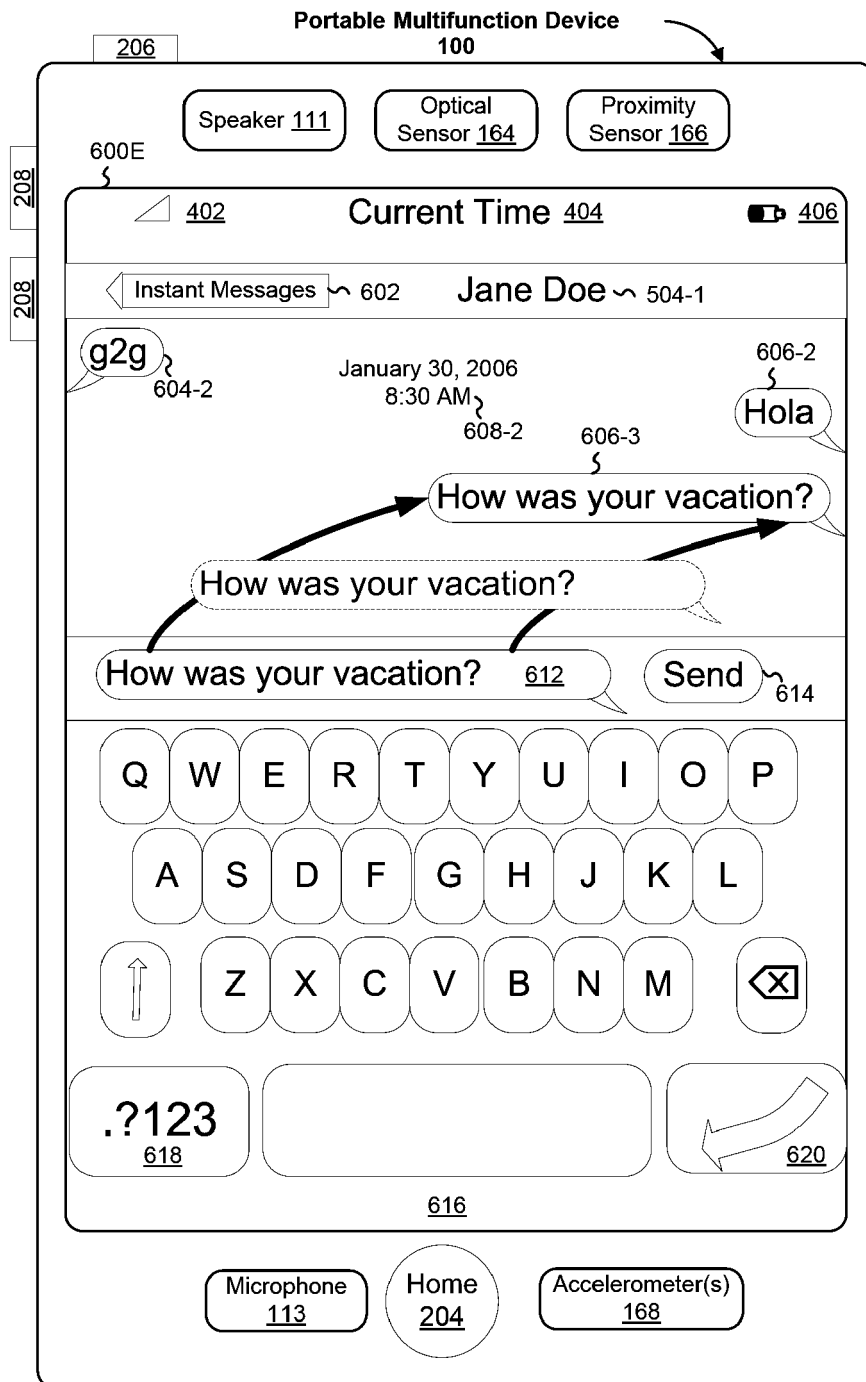 Portable Multifunction Device
100
206
Speaker 111
Optical
Sensor 164
Proximity
Sensor 166
600E
208
208
402
Current Time 404
406
Instant Messages
602
Jane Doe
504-1
g2g
604-2
January 30, 2006
8:30 AM
608-2
606-2
Hola
606-3
How was your vacation?
How was your vacation?
How was your vacation? 612
Send
614
Q W E R T Y U I O P
A S D F G H J K L
Z X C V B N M
.?123
618
620
616
Microphone
113
Home
204
Accelerometer(s)
168